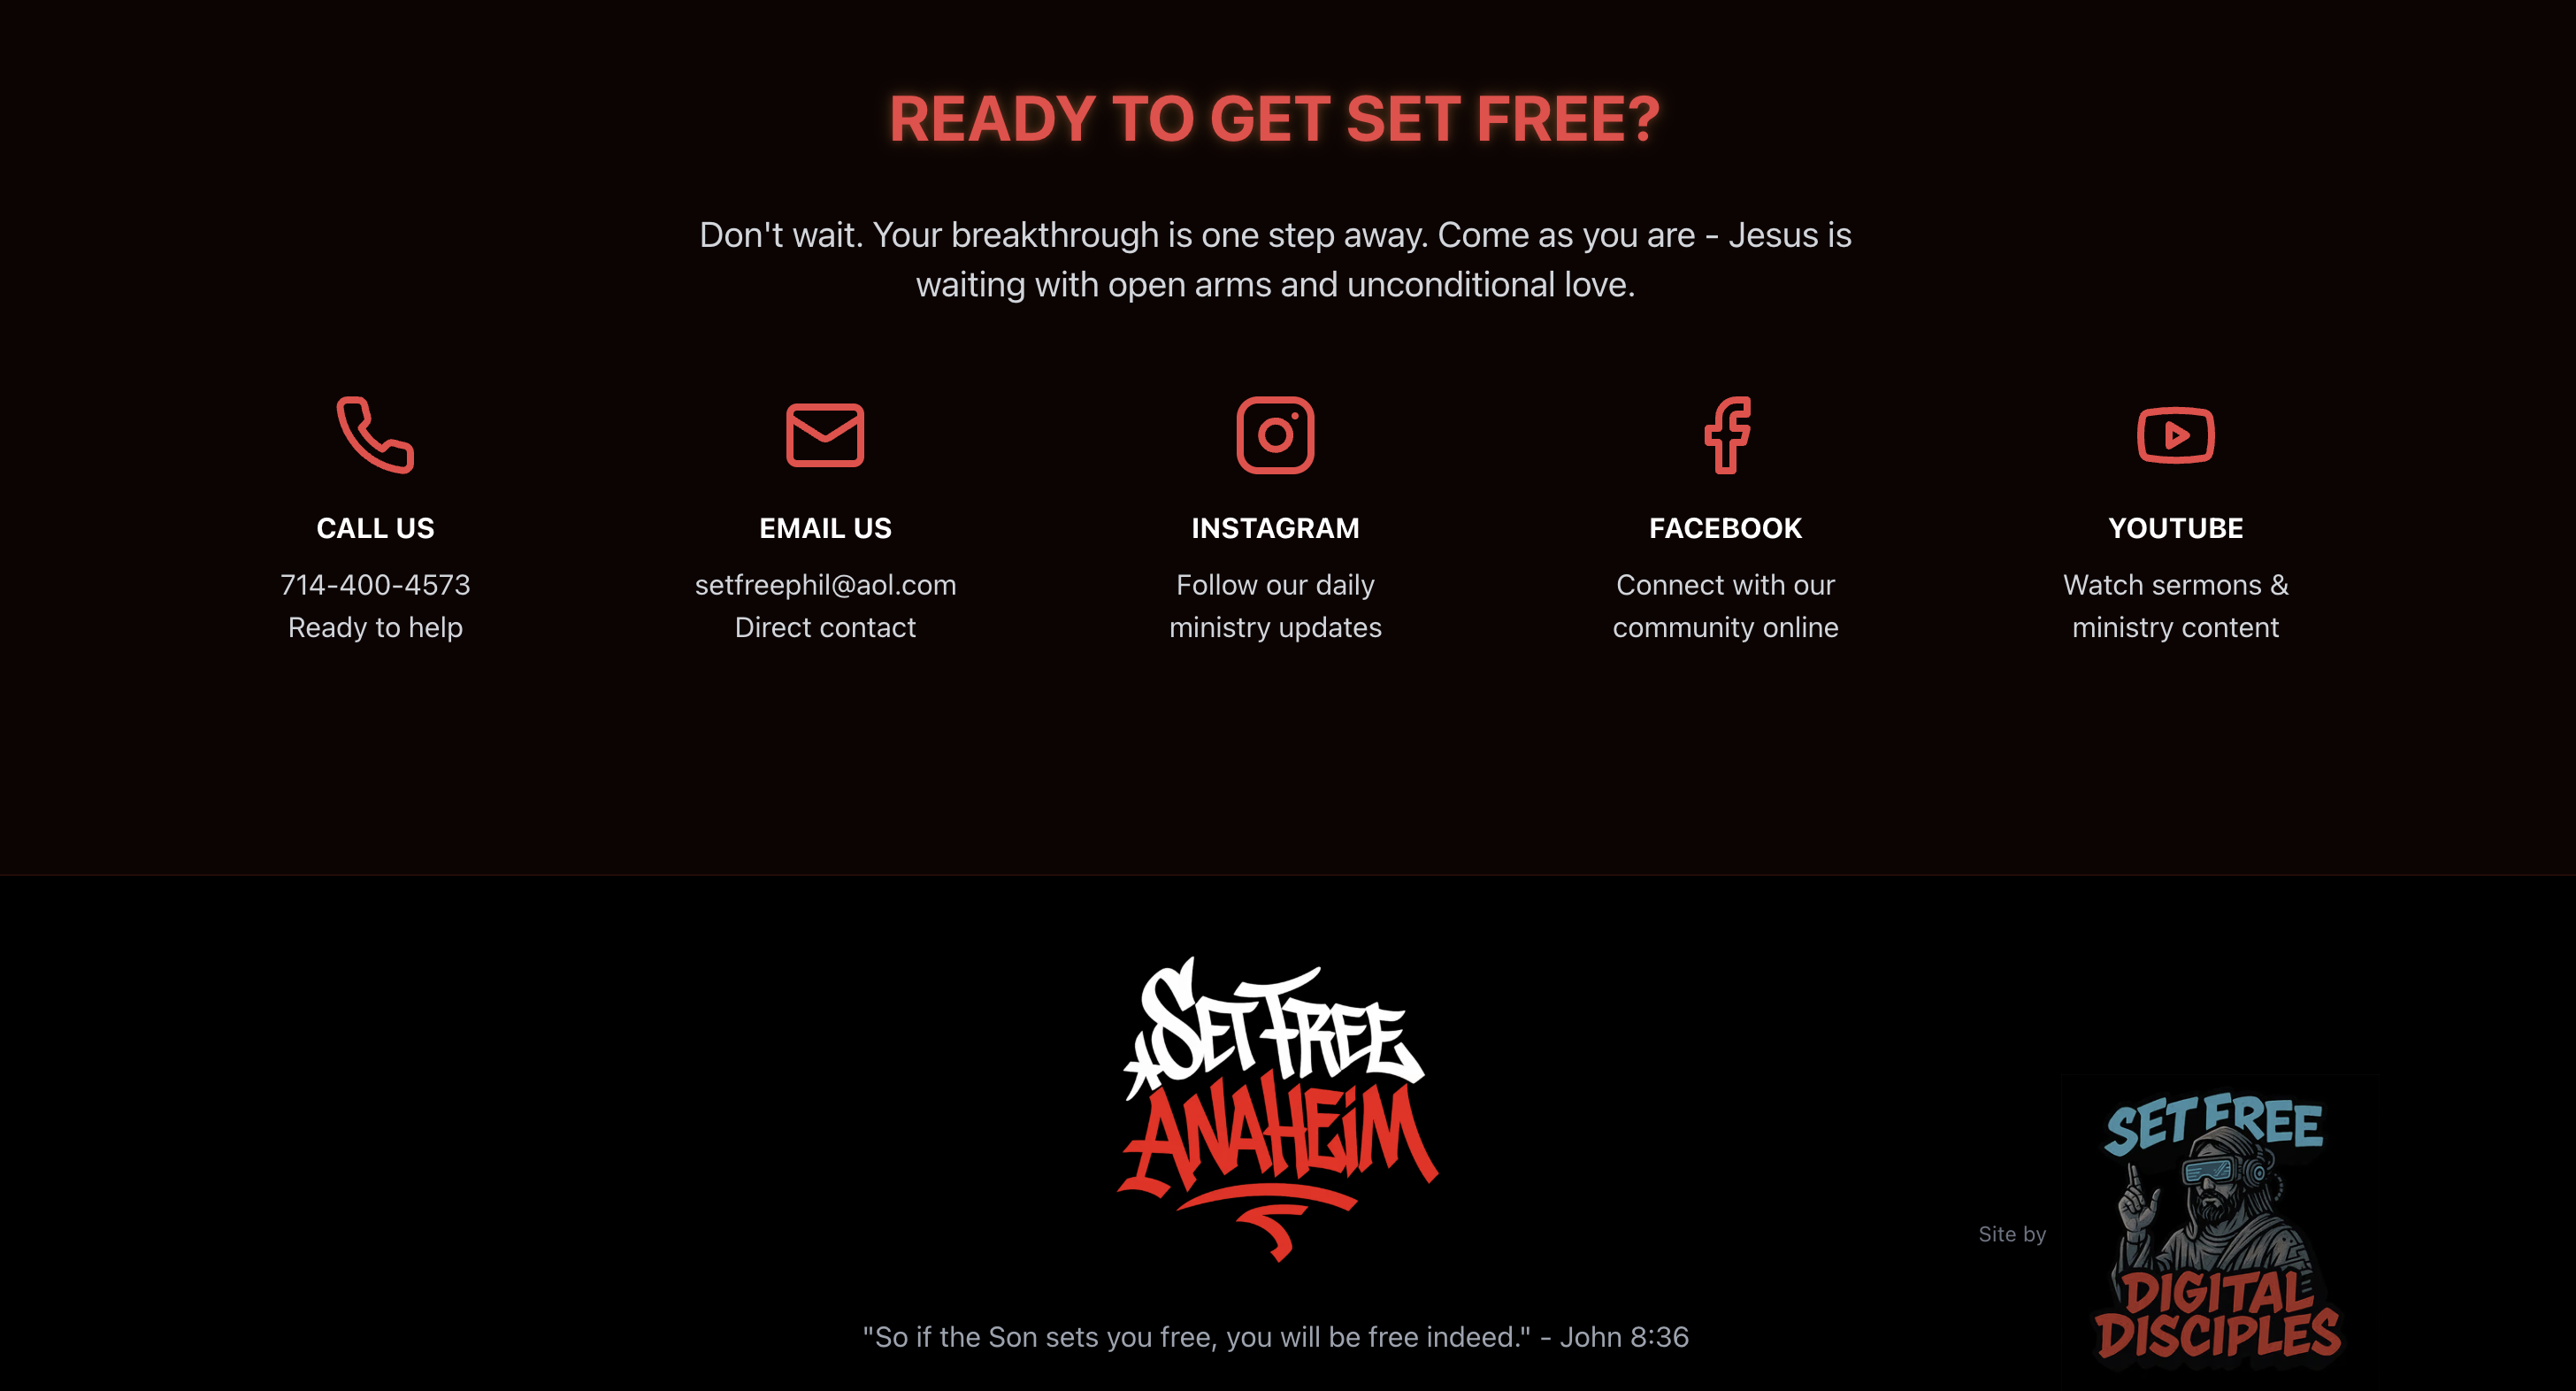 READY TO GET SET FREE?
Don't wait. Your breakthrough is one step away. Come as you are - Jesus is
waiting with open arms and unconditional love.
CALL US
714-400-4573
Ready to help
EMAIL US
setfreephil@aol.com
Direct contact
INSTAGRAM
Follow our daily
ministry updates
FACEBOOK
Connect with our
community online
YOUTUBE
Watch sermons &
ministry content
SET FREE
ANAHEiM
"So if the Son sets you free, you will be free indeed." - John 8:36
Site by
SET FREE
DIGITAL
DISCIPLES